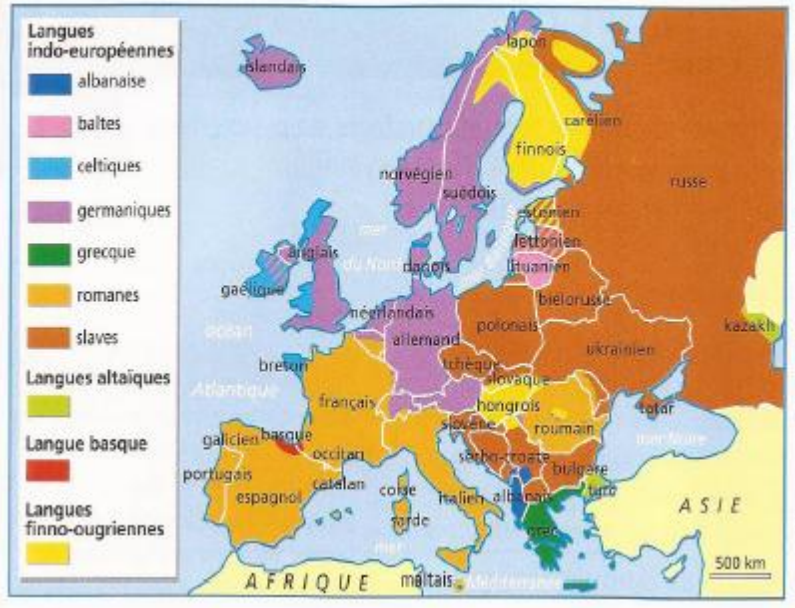 Langues
indo-européennes
albanaise
baltes
celtiques
germaniques
grecque
romanes
slaves
Langues altaïques
Langue basque
Langues
finno-ougriennes
lapon
islandais
carélien
finnois
russe
norvégien
suédois
estonien
mer
du Nord
lettonien
anglais
danois
lituanien
gaélique
biélorusse
néerlandais
océan
Atlantique
polonais
kazakh
allemand
ukrainien
breton
tchèque
slovaque
français
hongrois
tatar
galicien
basque
slovène
roumain
mer Noire
occitan
serbo-croate
portugais
bulgare
catalan
corse
espagnol
italien
albanais
turc
ASIE
sarde
grec
mer
Méditerranée
500 km
AFRIQUE
maltais